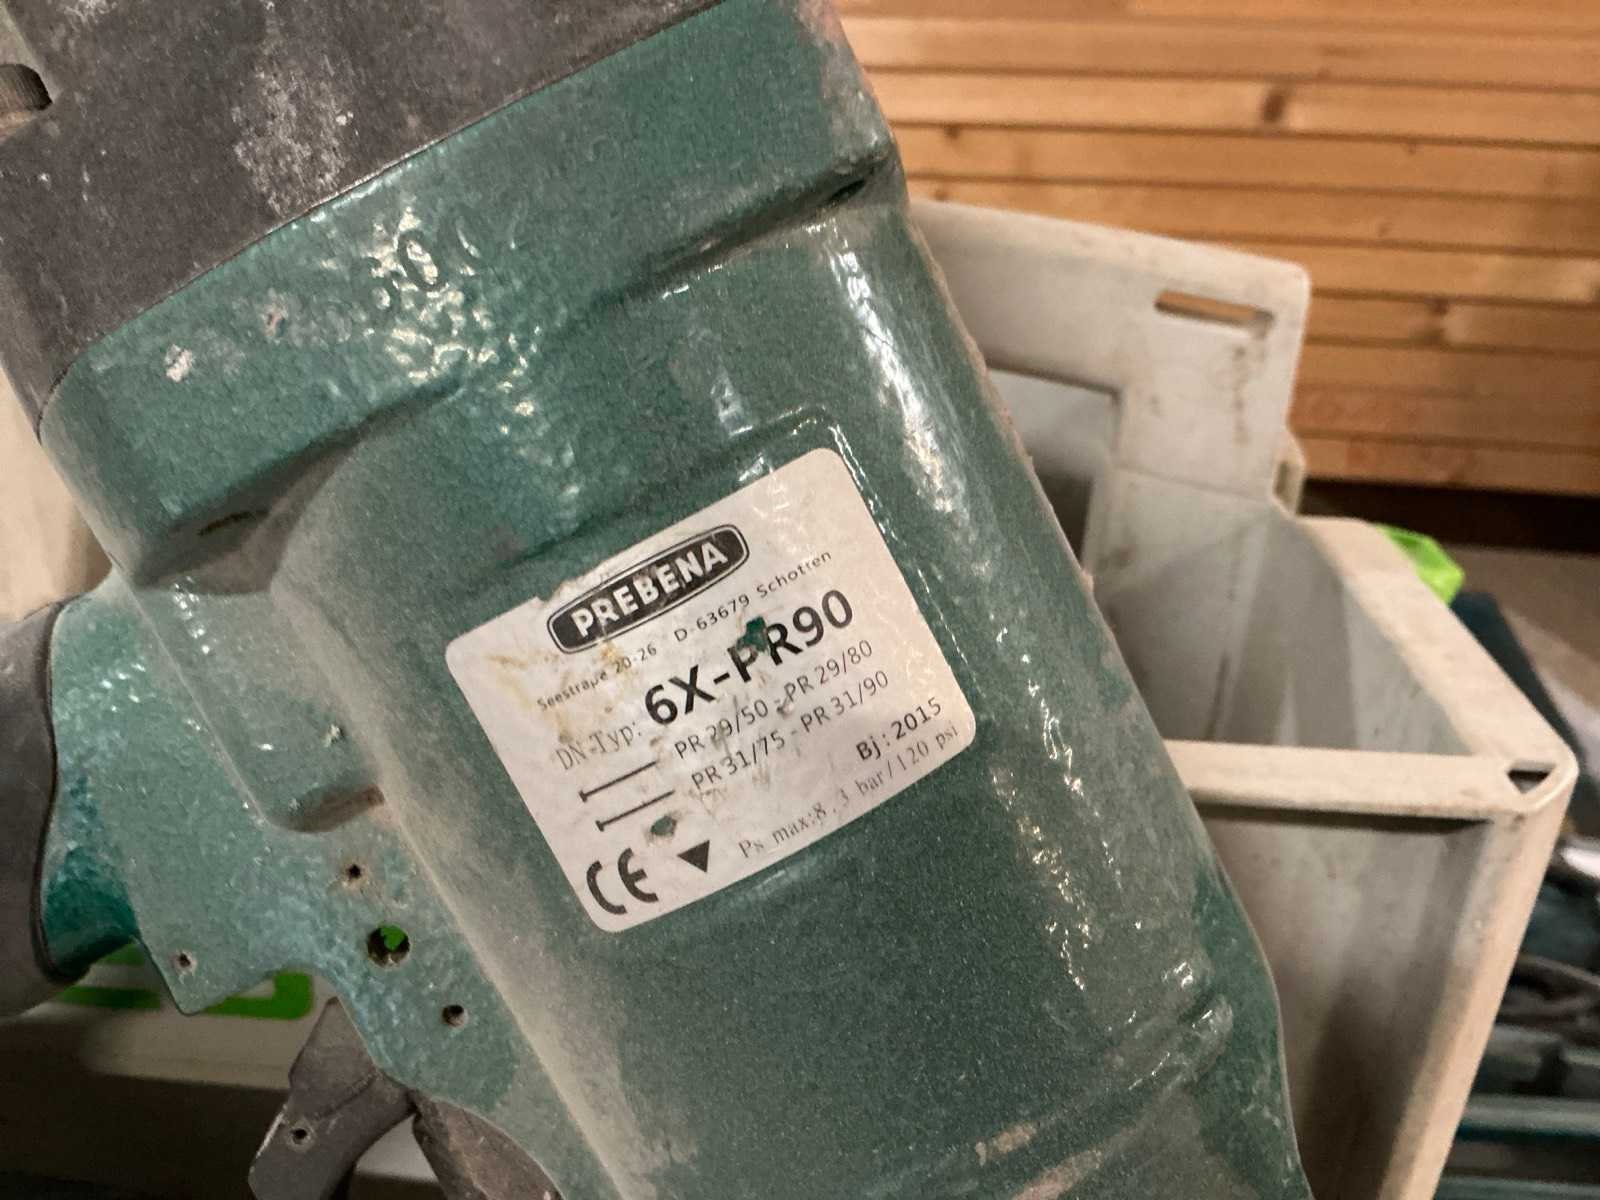 PREBENA
Seestraße 20-26 D-63679 Schotten
DN-Typ: 6X-PR90
PR 29/50 - PR 29/80
PR 31/75 - PR 31/90
Bj: 2015
CE Ps max:8,3 bar/120 psi